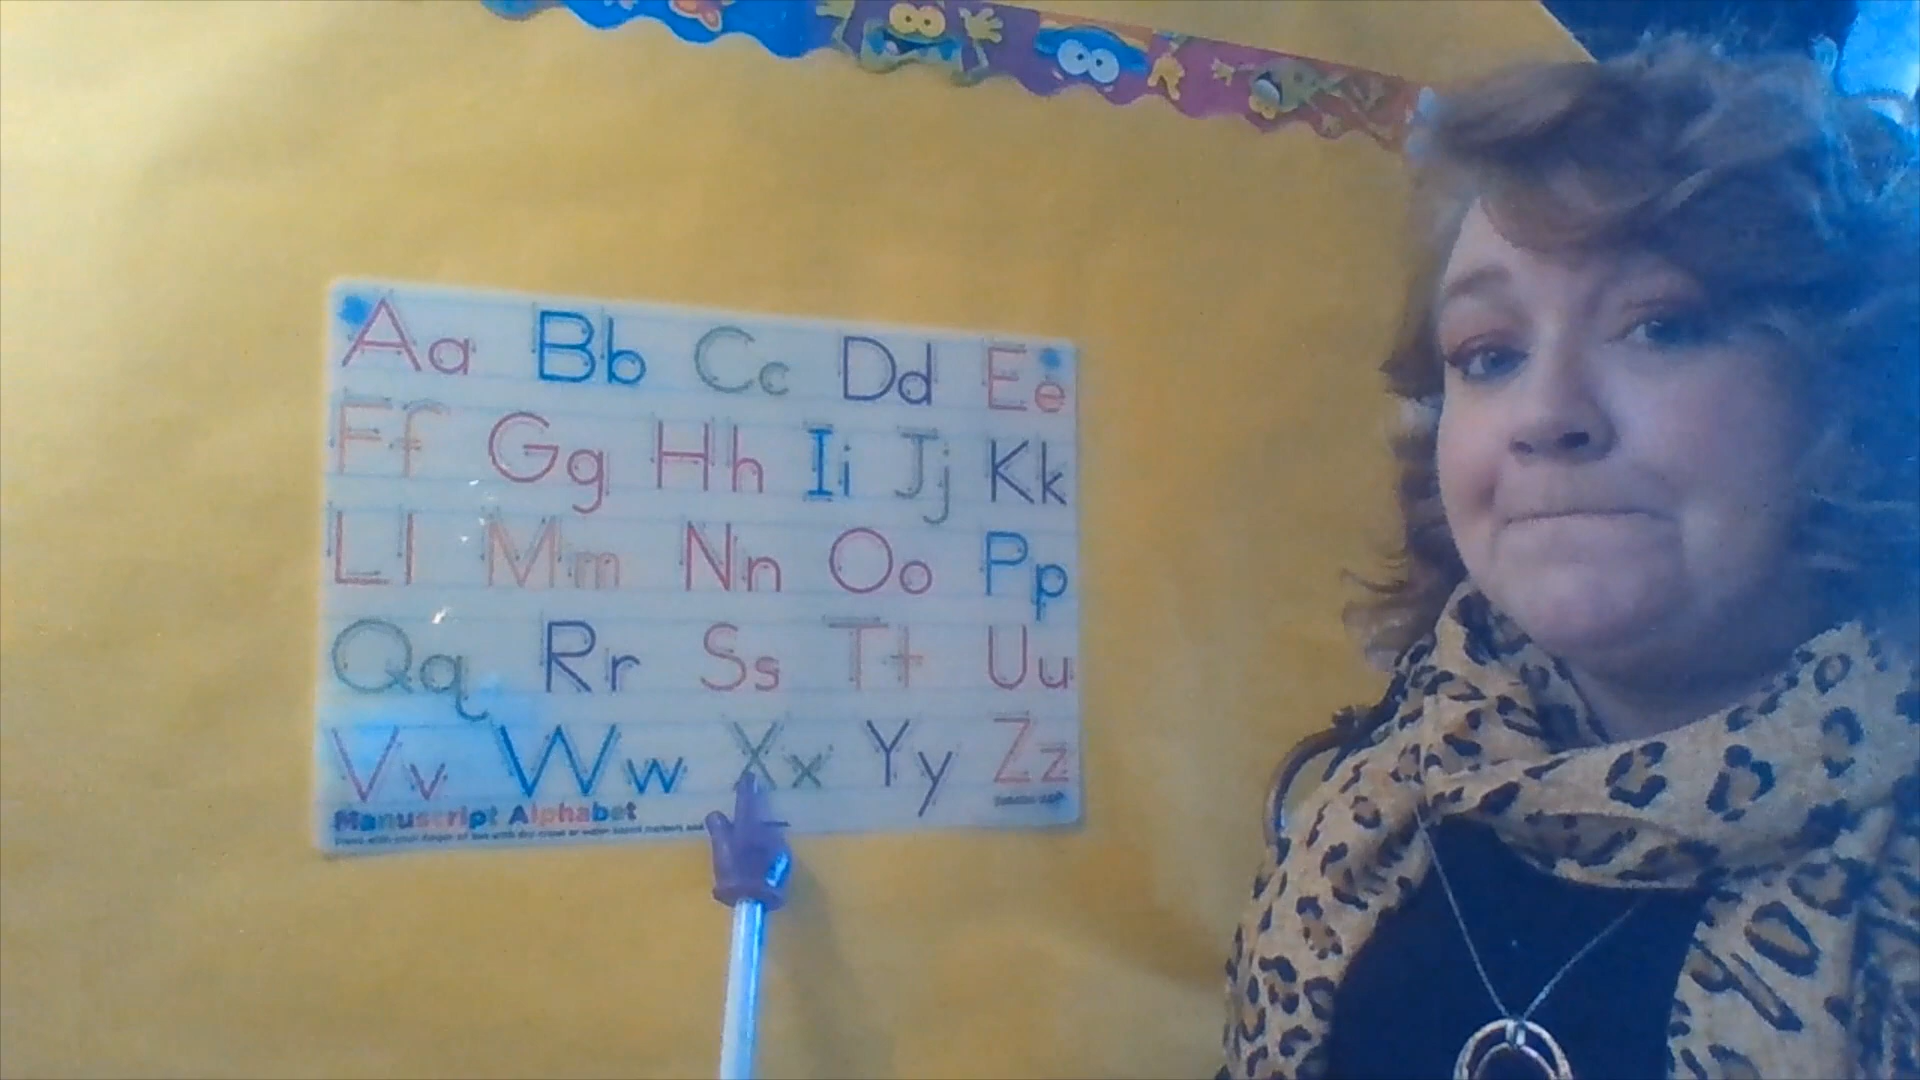 Aa Bb Cc Dd Ee
Ff Gg Hh Ii Jj Kk
Ll Mm Nn Oo Pp
Qq Rr Ss Tt Uu
Vv Ww Xx Yy Zz
Manuscript Alphabet